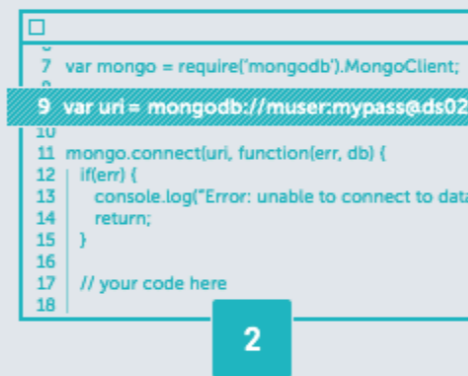 7 var mongo = require('mongodb').MongoClient;
9 var uri = mongodb://muser:mypass@ds02
10
11 mongo.connect(uri, function(err, db) {
12 if(err) {
13 console.log("Error: unable to connect to data
14 return;
15 }
16
17 // your code here
18
2